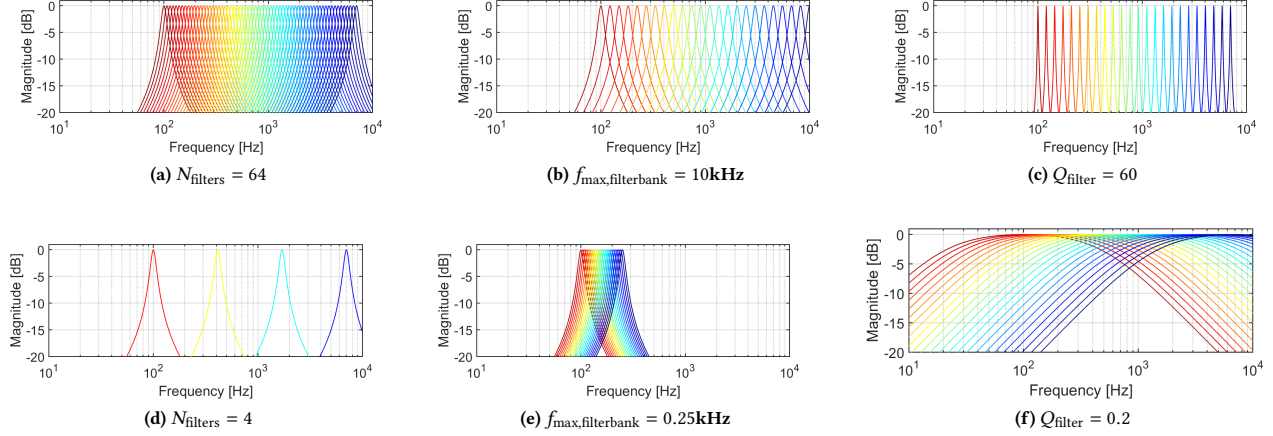 0
-5
-10
-15
-20
Magnitude [dB]
10^1 10^2 10^3 10^4
Frequency [Hz]
(a) N_filters = 64
0
-5
-10
-15
-20
Magnitude [dB]
10^1 10^2 10^3 10^4
Frequency [Hz]
(b) f_max,filterbank = 10kHz
0
-5
-10
-15
-20
Magnitude [dB]
10^1 10^2 10^3 10^4
Frequency [Hz]
(c) Q_filter = 60
0
-5
-10
-15
-20
Magnitude [dB]
10^1 10^2 10^3 10^4
Frequency [Hz]
(d) N_filters = 4
0
-5
-10
-15
-20
Magnitude [dB]
10^1 10^2 10^3 10^4
Frequency [Hz]
(e) f_max,filterbank = 0.25kHz
0
-5
-10
-15
-20
Magnitude [dB]
10^1 10^2 10^3 10^4
Frequency [Hz]
(f) Q_filter = 0.2